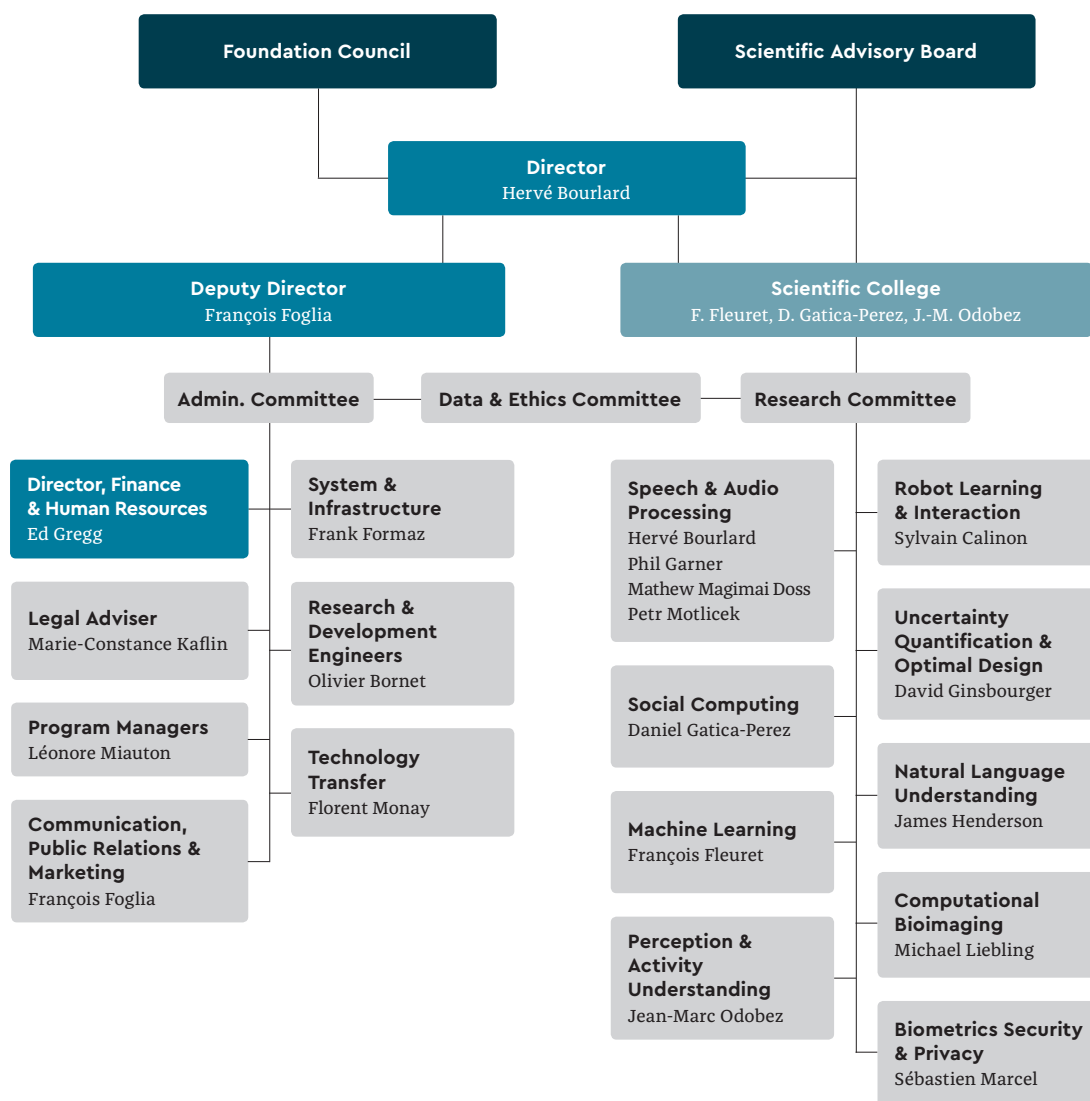 Foundation Council
Scientific Advisory Board
Director
Hervé Bourlard
Deputy Director
François Foglia
Scientific College
F. Fleuret, D. Gatica-Perez, J.-M. Odobez
Admin. Committee
Data & Ethics Committee
Research Committee
Director, Finance
& Human Resources
Ed Gregg
System &
Infrastructure
Frank Formaz
Legal Adviser
Marie-Constance Kaflin
Research &
Development
Engineers
Olivier Bornet
Program Managers
Léonore Miauton
Technology
Transfer
Florent Monay
Communication,
Public Relations &
Marketing
François Foglia
Speech & Audio
Processing
Hervé Bourlard
Phil Garner
Mathew Magimai Doss
Petr Motlicek
Robot Learning
& Interaction
Sylvain Calinon
Uncertainty
Quantification &
Optimal Design
David Ginsbourger
Social Computing
Daniel Gatica-Perez
Natural Language
Understanding
James Henderson
Machine Learning
François Fleuret
Computational
Bioimaging
Michael Liebling
Perception &
Activity
Understanding
Jean-Marc Odobez
Biometrics Security
& Privacy
Sébastien Marcel